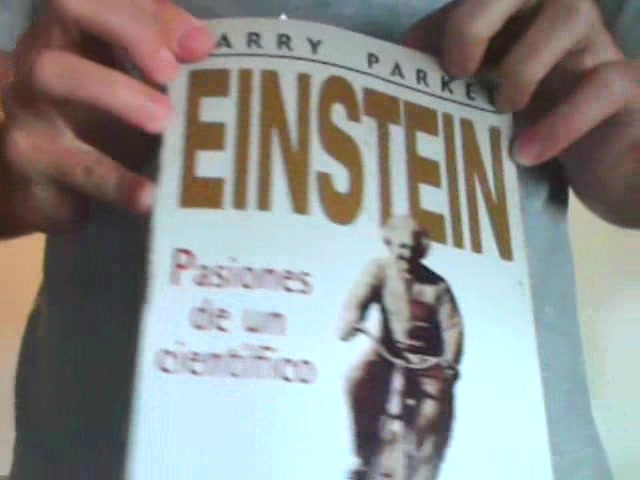 ARRY PARKE
EINSTEIN
Pasiones
de un
científico